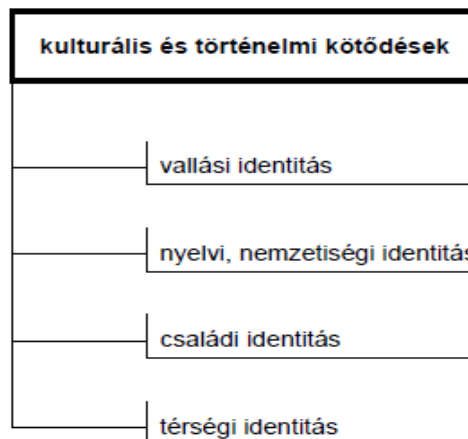 kulturális és történelmi kötődések
vallási identitás
nyelvi, nemzetiségi identitás
családi identitás
térségi identitás